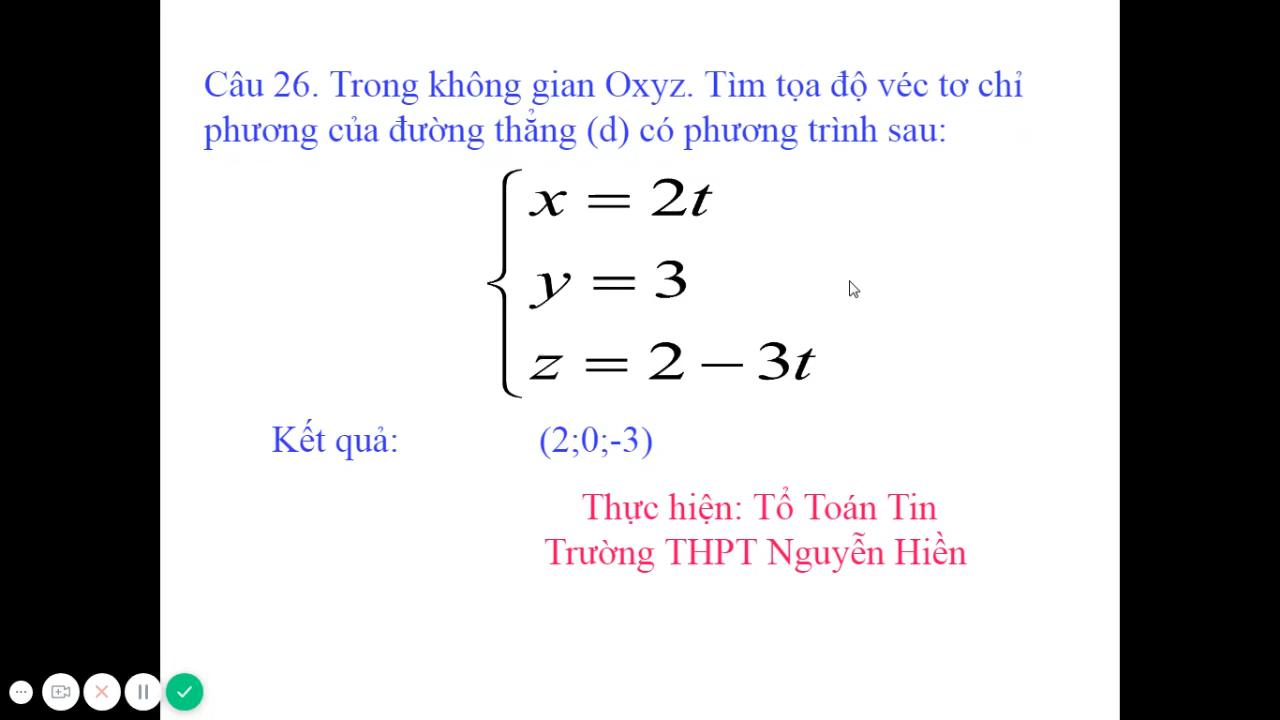 Câu 26. Trong không gian Oxyz. Tìm tọa độ véc tơ chỉ
phương của đường thẳng (d) có phương trình sau:
x = 2t
y = 3
z = 2 − 3t
Kết quả: (2;0;-3)
Thực hiện: Tổ Toán Tin
Trường THPT Nguyễn Hiền